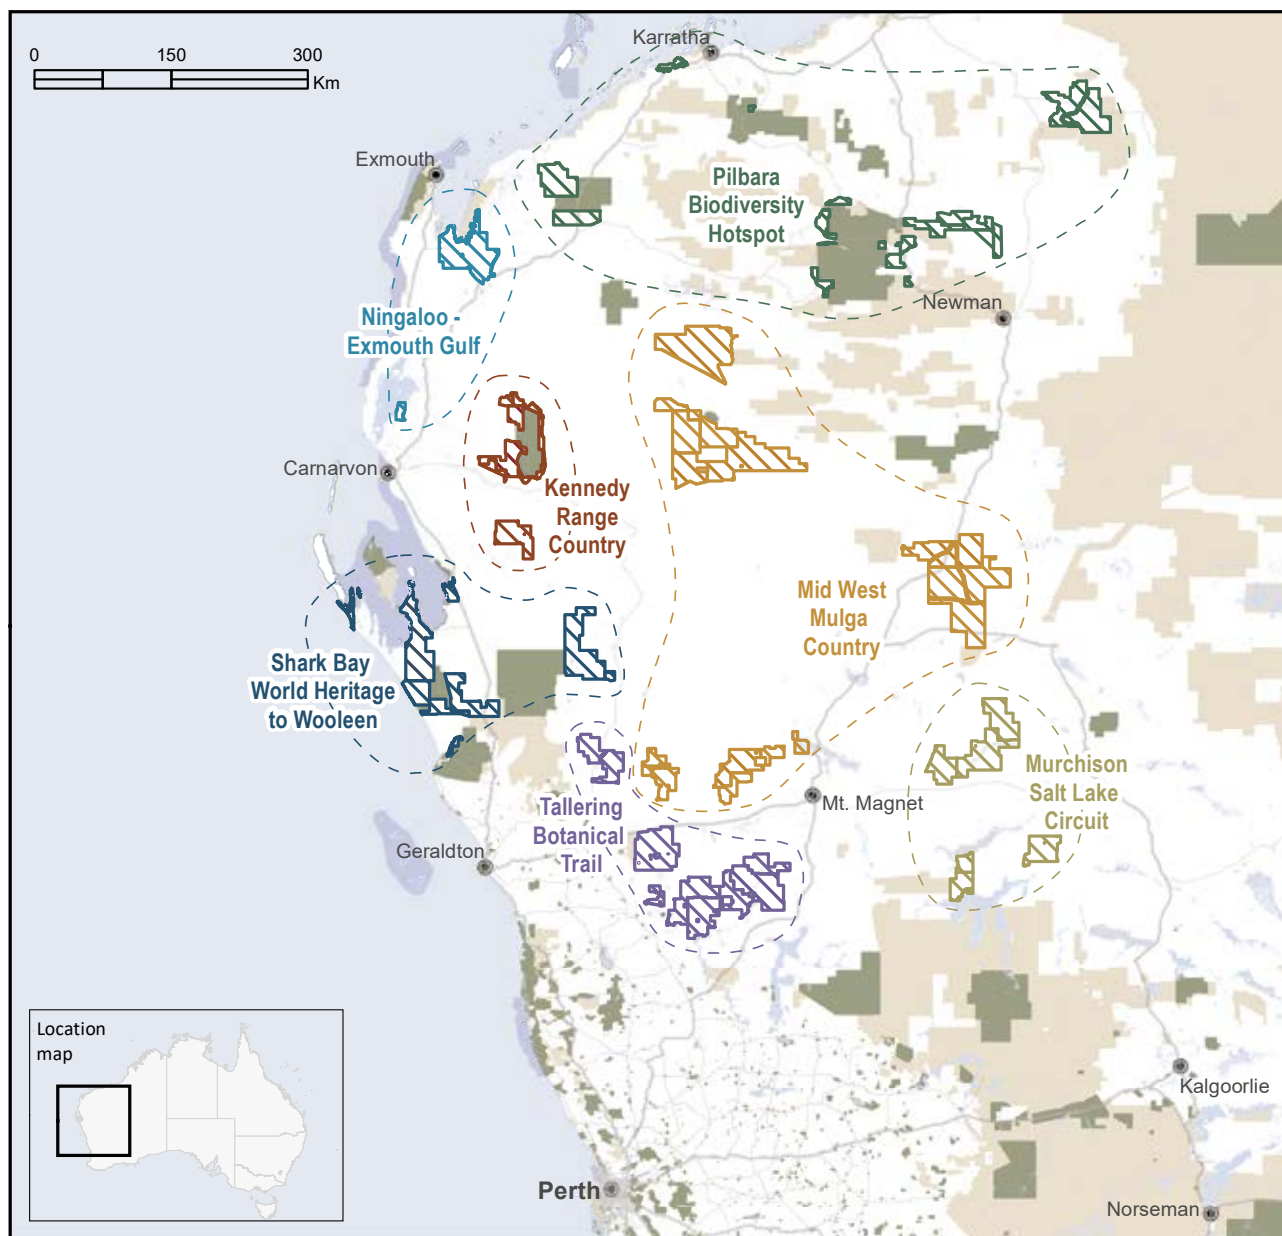 Karratha
0 150 300
Km
Exmouth
Pilbara
Biodiversity
Hotspot
Newman
Ningaloo -
Exmouth Gulf
Carnarvon
Kennedy
Range
Country
Mid West
Mulga
Country
Shark Bay
World Heritage
to Wooleen
Murchison
Salt Lake
Circuit
Mt. Magnet
Tallering
Botanical
Trail
Geraldton
Location
map
Kalgoorlie
Perth
Norseman